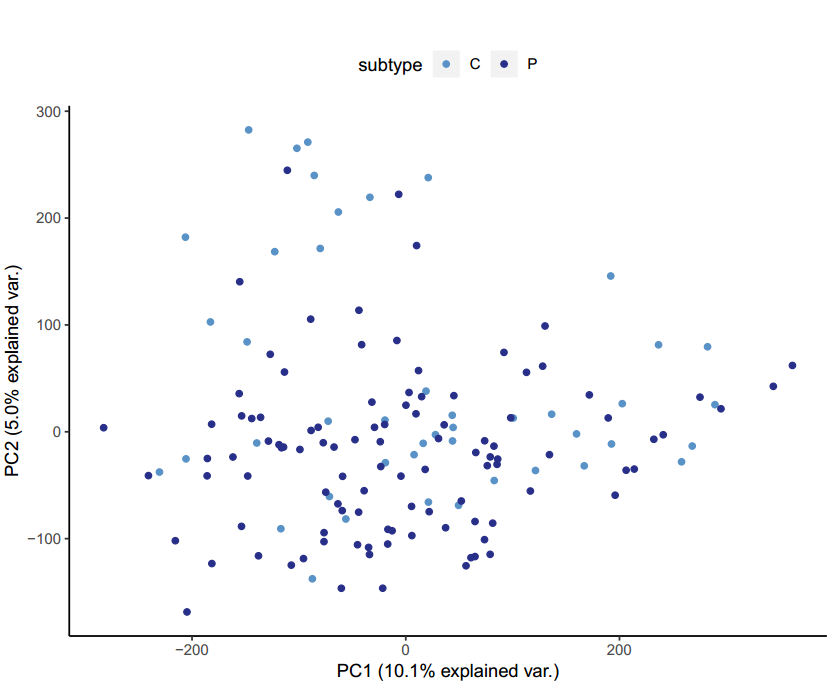 subtype C P
300
200
100
0
−100
−200 0 200
PC1 (10.1% explained var.)
PC2 (5.0% explained var.)